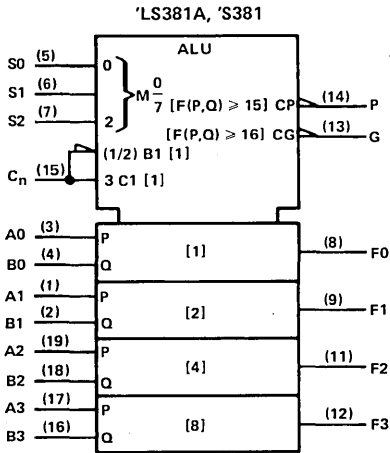 'LS381A, 'S381
ALU
S0 (5) 0
S1 (6) M 0/7 [F(P,Q) ⩾ 15] CP (14) P
S2 (7) 2 [F(P,Q) ⩾ 16] CG (13) G
(1/2) B1 [1]
Cn (15) 3 C1 [1]
A0 (3) P
B0 (4) Q [1] (8) F0
A1 (1) P
B1 (2) Q [2] (9) F1
A2 (19) P
B2 (18) Q [4] (11) F2
A3 (17) P
B3 (16) Q [8] (12) F3